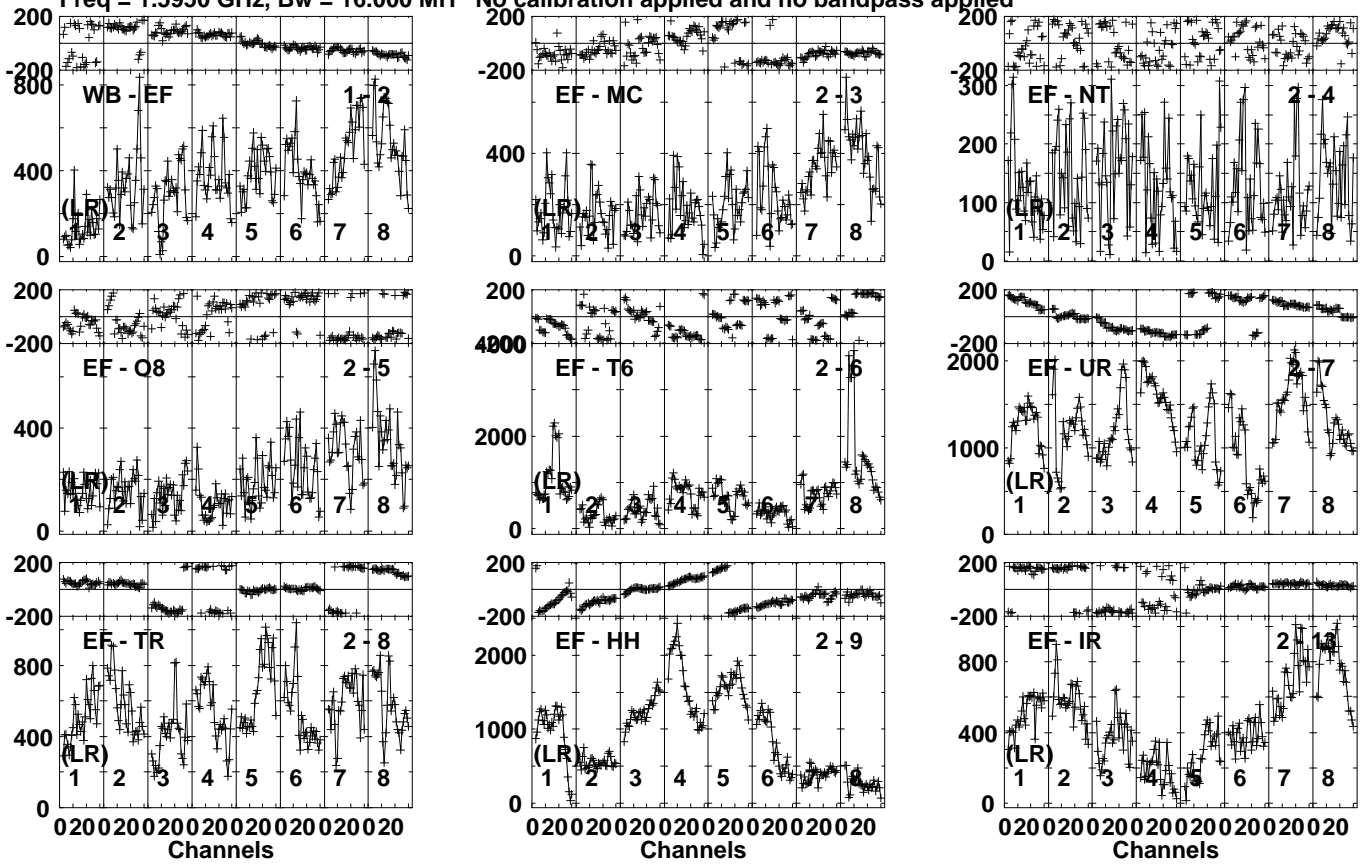 Freq = 1.5950 GHz, Bw = 16.000 MH No calibration applied and no bandpass applied
200
-200
800
400
0
WB - EF 1 - 2
(LR)
1 2 3 4 5 6 7 8
200
-200
400
0
EF - MC 2 - 3
(LR)
1 2 3 4 5 6 7 8
200
-200
300
200
100
0
EF - NT 2 - 4
(LR)
1 2 3 4 5 6 7 8
200
-200
400
0
EF - O8 2 - 5
(LR)
1 2 3 4 5 6 7 8
200
-200
4000
2000
0
EF - T6 2 - 6
(LR)
1 2 3 4 5 6 7 8
200
-200
2000
1000
0
EF - UR 2 - 7
(LR)
1 2 3 4 5 6 7 8
200
-200
800
400
0
EF - TR 2 - 8
(LR)
1 2 3 4 5 6 7 8
200
-200
2000
1000
0
EF - HH 2 - 9
(LR)
1 2 3 4 5 6 7 8
200
-200
800
400
0
EF - IR 2 - 13
(LR)
1 2 3 4 5 6 7 8
0 20 0 20 0 20 0 20 0 20 0 20 0 20 0 20
Channels
0 20 0 20 0 20 0 20 0 20 0 20 0 20 0 20
Channels
0 20 0 20 0 20 0 20 0 20 0 20 0 20 0 20
Channels